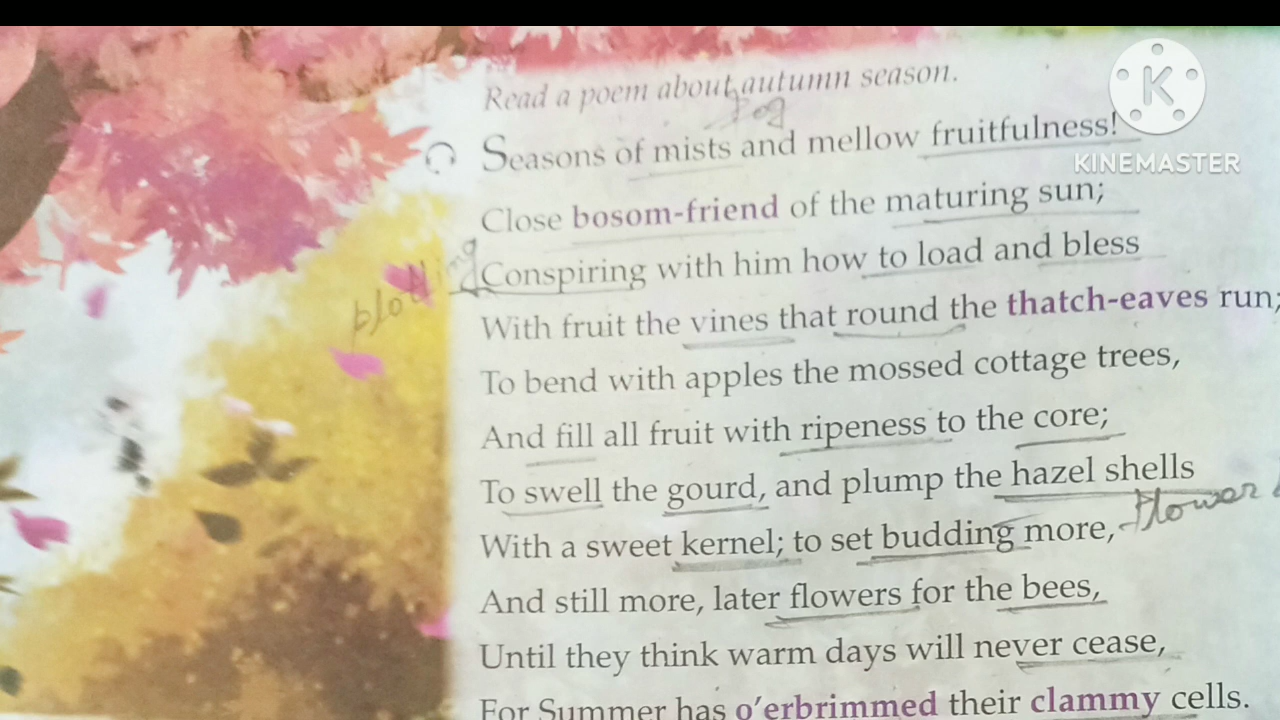 Read a poem about autumn season.
fog
Seasons of mists and mellow fruitfulness!
KINEMASTER
Close bosom-friend of the maturing sun;
Conspiring with him how to load and bless
With fruit the vines that round the thatch-eaves run;
To bend with apples the mossed cottage trees,
And fill all fruit with ripeness to the core;
To swell the gourd, and plump the hazel shells
flower
With a sweet kernel; to set budding more,
And still more, later flowers for the bees,
Until they think warm days will never cease,
For Summer has o'erbrimmed their clammy cells.